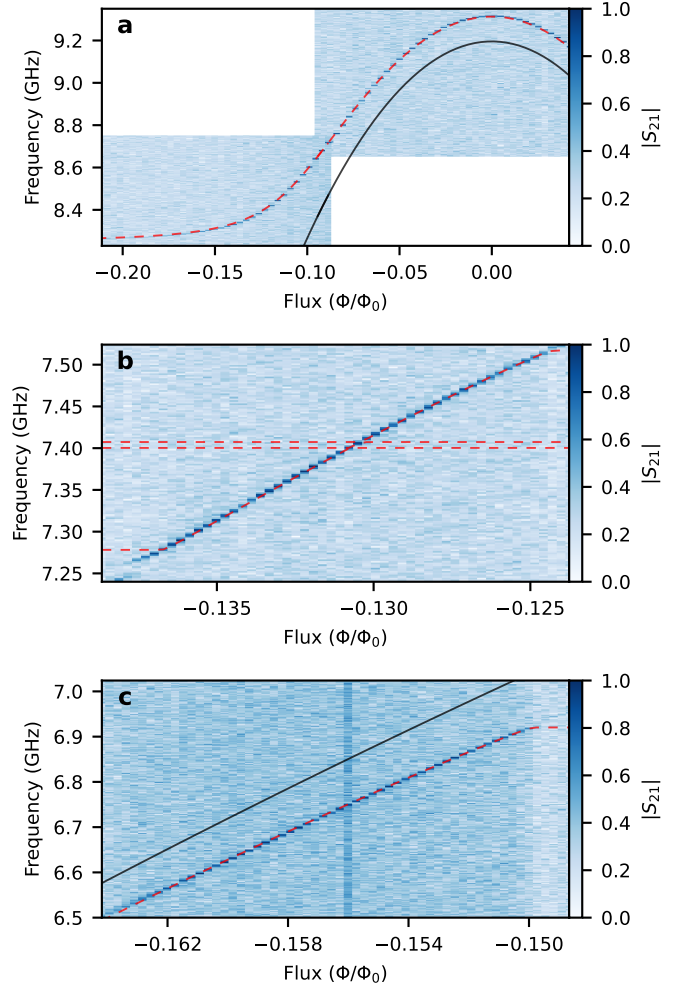 a
9.2
9.0
8.8
8.6
8.4
Frequency (GHz)
−0.20 −0.15 −0.10 −0.05 0.00
Flux (Φ/Φ0)
1.0
0.8
0.6
0.4
0.2
0.0
|S21|
b
7.50
7.45
7.40
7.35
7.30
7.25
Frequency (GHz)
−0.135 −0.130 −0.125
Flux (Φ/Φ0)
1.0
0.8
0.6
0.4
0.2
0.0
|S21|
c
7.0
6.9
6.8
6.7
6.6
6.5
Frequency (GHz)
−0.162 −0.158 −0.154 −0.150
Flux (Φ/Φ0)
1.0
0.8
0.6
0.4
0.2
0.0
|S21|